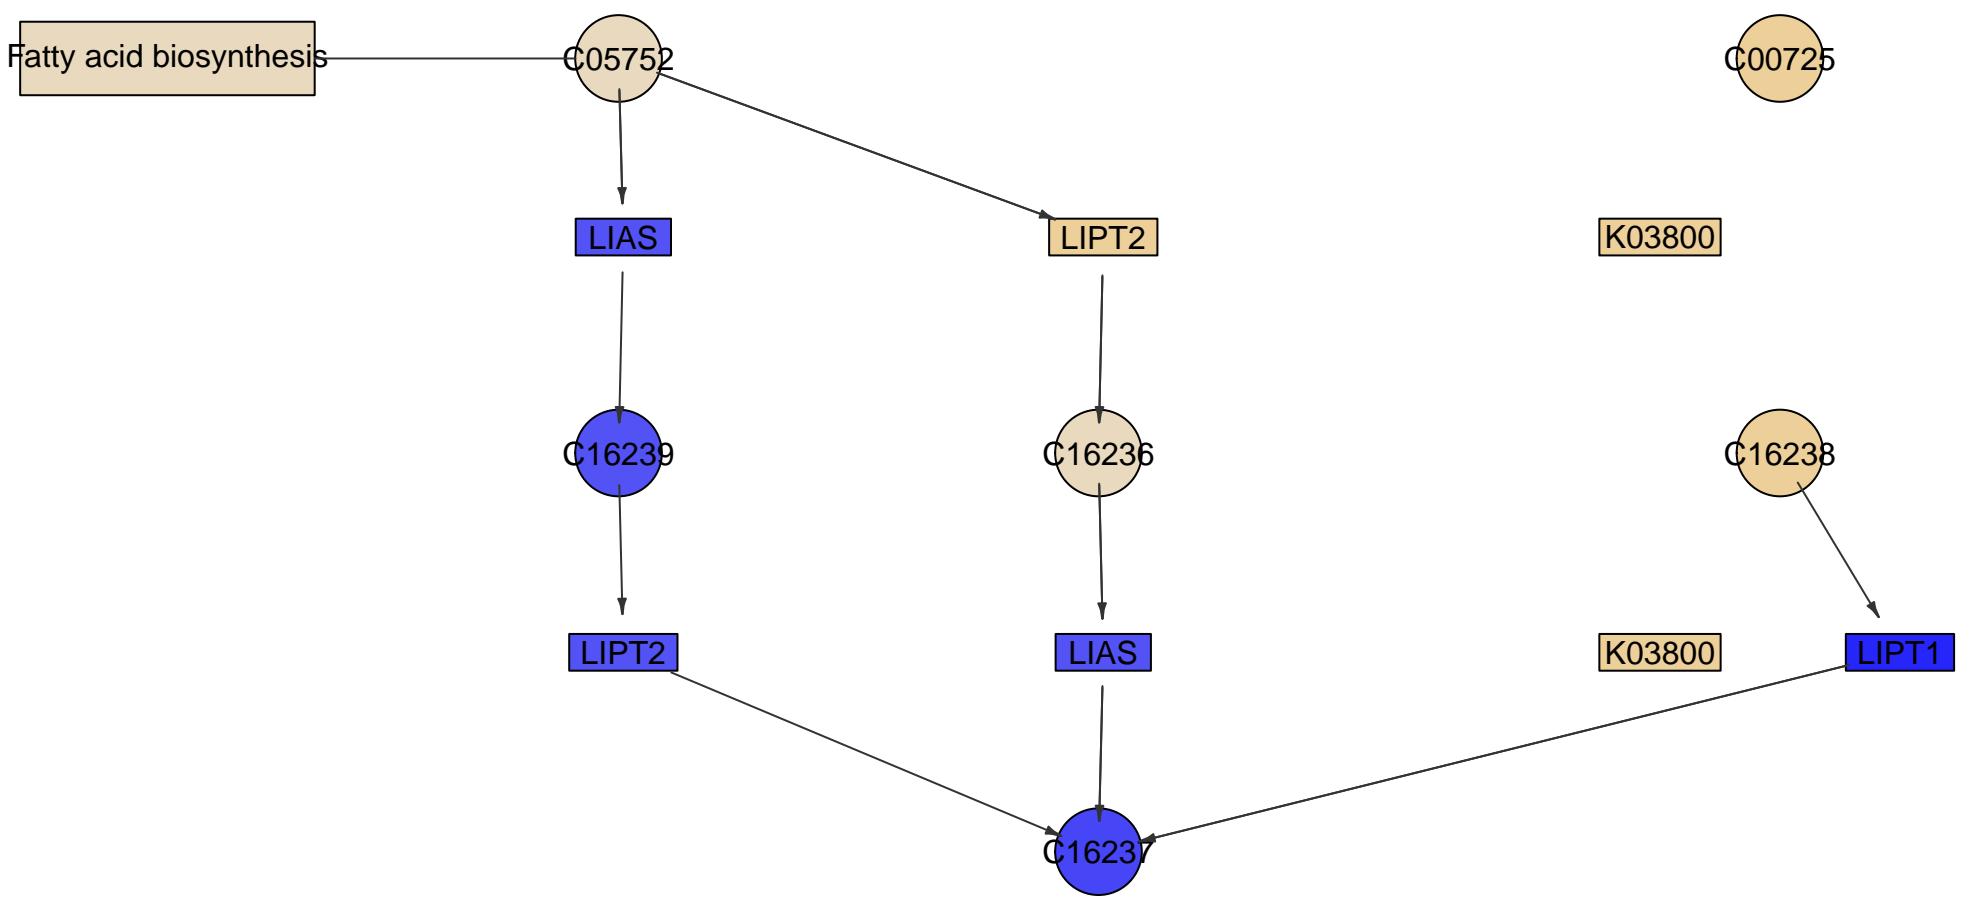 Fatty acid biosynthesis
C05752
C00725
LIAS
LIPT2
K03800
C16239
C16236
C16238
LIPT2
LIAS
K03800
LIPT1
C16237